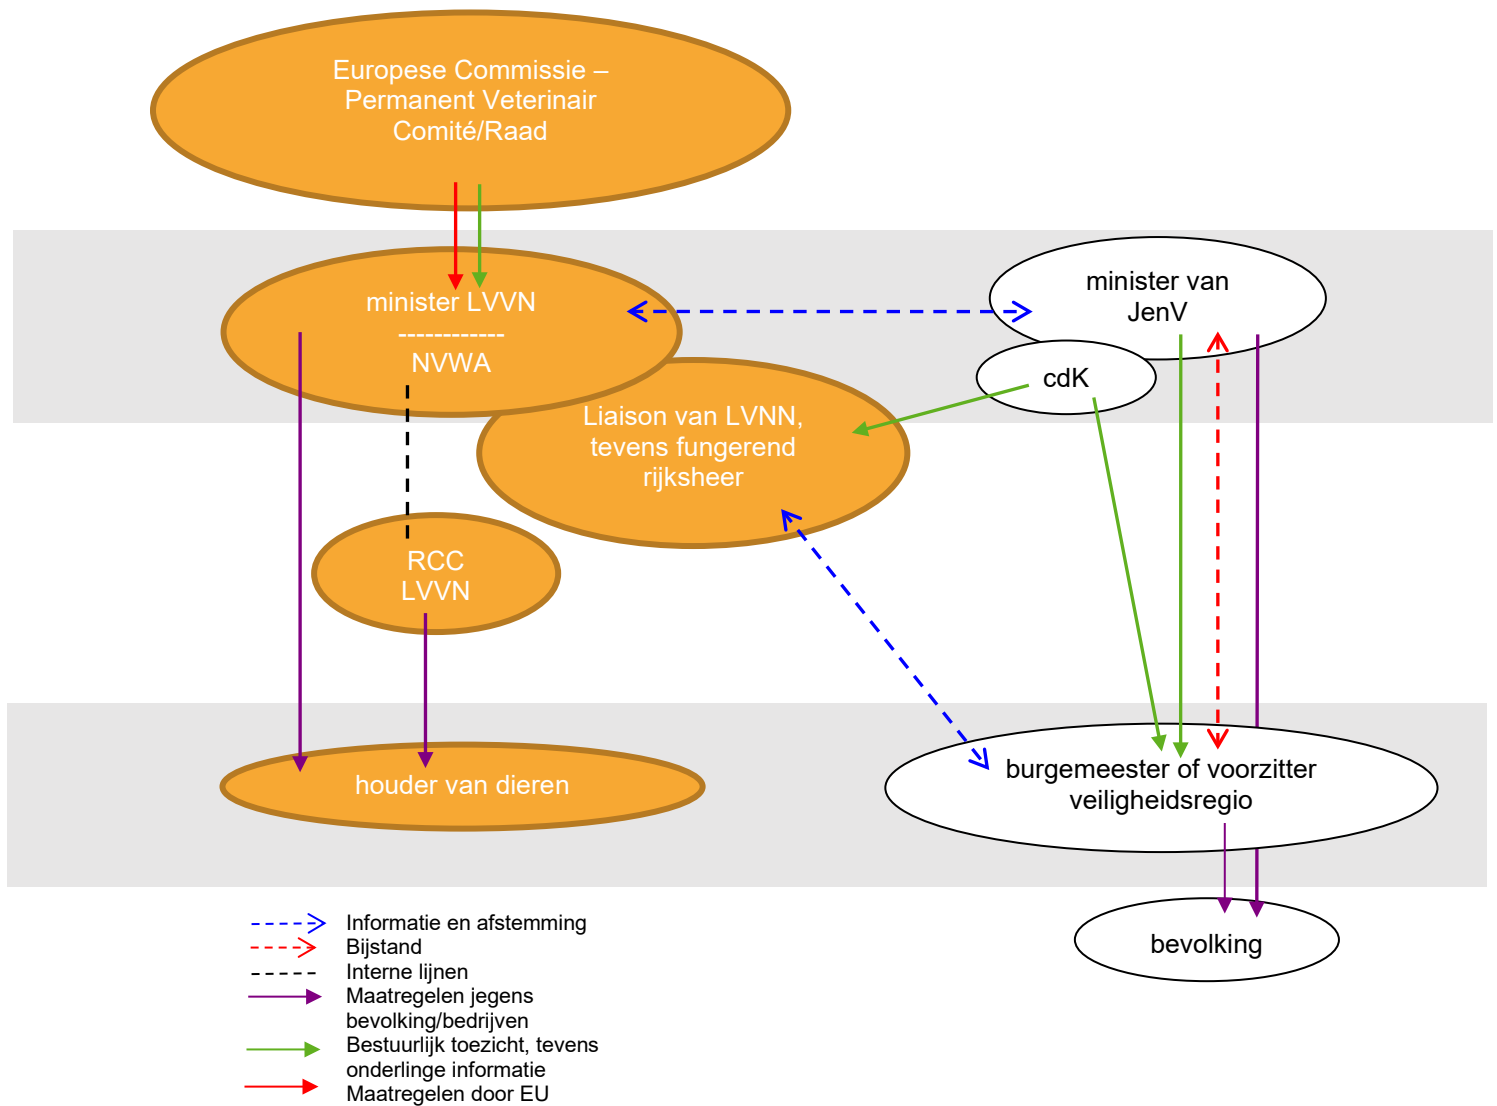 Europese Commissie –
Permanent Veterinair
Comité/Raad
minister LVVN
------------
NVWA
minister van
JenV
cdK
Liaison van LVNN,
tevens fungerend
rijksheer
RCC
LVVN
houder van dieren
burgemeester of voorzitter
veiligheidsregio
bevolking
Informatie en afstemming
Bijstand
Interne lijnen
Maatregelen jegens
bevolking/bedrijven
Bestuurlijk toezicht, tevens
onderlinge informatie
Maatregelen door EU